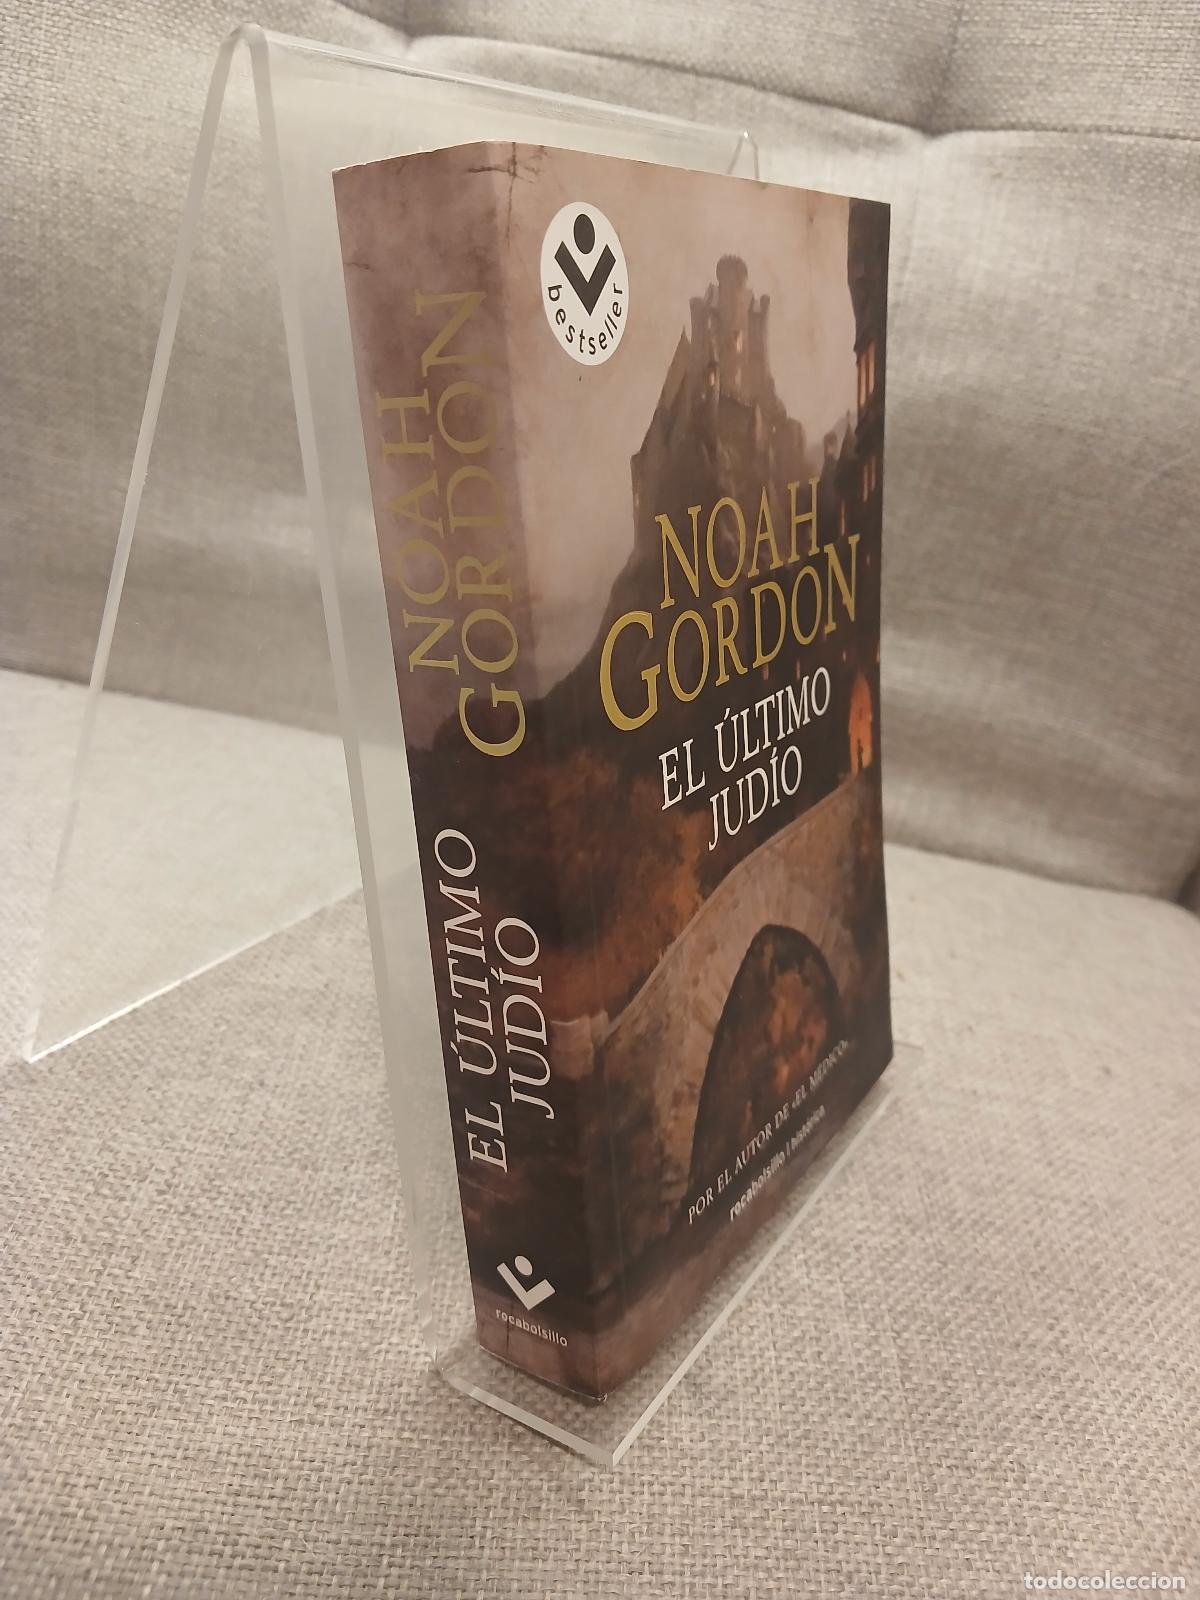 NOAH
GORDON
EL ÚLTIMO
JUDÍO
rocabolsillo
bestseller
NOAH
GORDON
EL ÚLTIMO
JUDÍO
POR EL AUTOR DE «EL MÉDICO»
rocabolsillo | histórica
todocoleccion